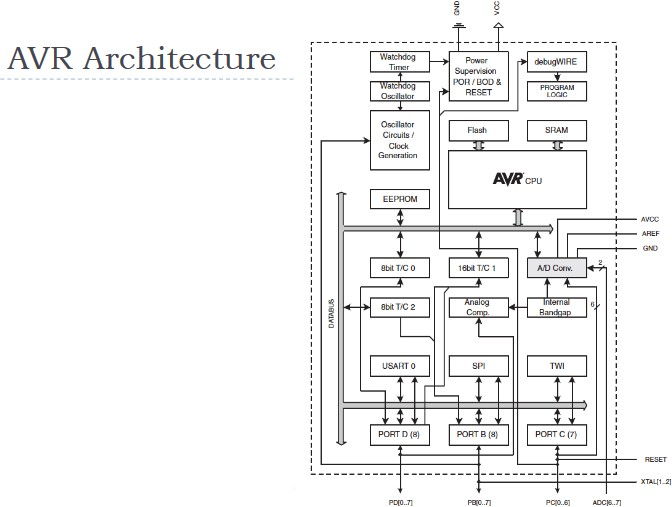 AVR Architecture
GND
VCC
Watchdog
Timer
Power
Supervision
POR / BOD &
RESET
debugWIRE
Watchdog
Oscillator
PROGRAM
LOGIC
Oscillator
Circuits /
Clock
Generation
Flash
SRAM
AVR CPU
EEPROM
AVCC
AREF
GND
8bit T/C 0
16bit T/C 1
A/D Conv.
2
DATABUS
8bit T/C 2
Analog
Comp.
Internal
Bandgap
6
USART 0
SPI
TWI
PORT D (8)
PORT B (8)
PORT C (7)
RESET
XTAL[1..2]
PD[0..7]
PB[0..7]
PC[0..6]
ADC[6..7]